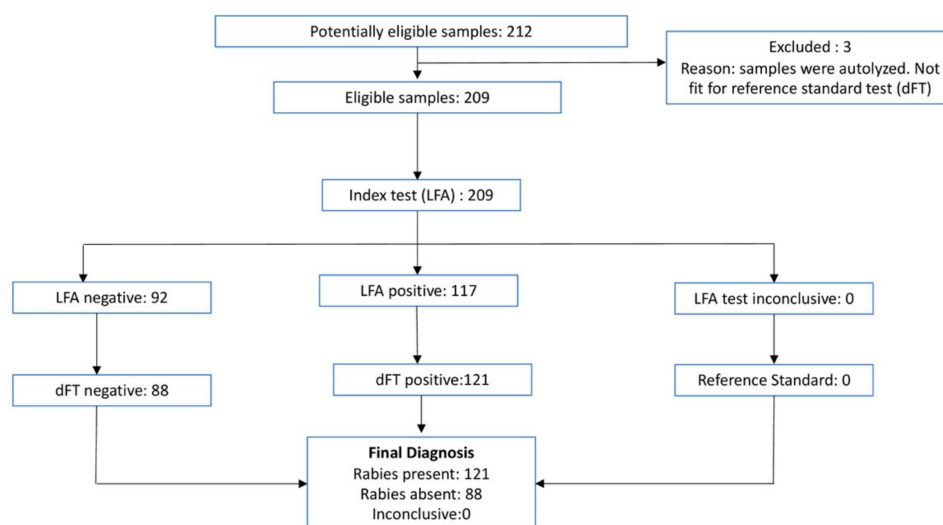 Potentially eligible samples: 212
Excluded : 3
Reason: samples were autolyzed. Not
fit for reference standard test (dFT)
Eligible samples: 209
Index test (LFA) : 209
LFA negative: 92
LFA positive: 117
LFA test inconclusive: 0
dFT negative: 88
dFT positive:121
Reference Standard: 0
Final Diagnosis
Rabies present: 121
Rabies absent: 88
Inconclusive:0